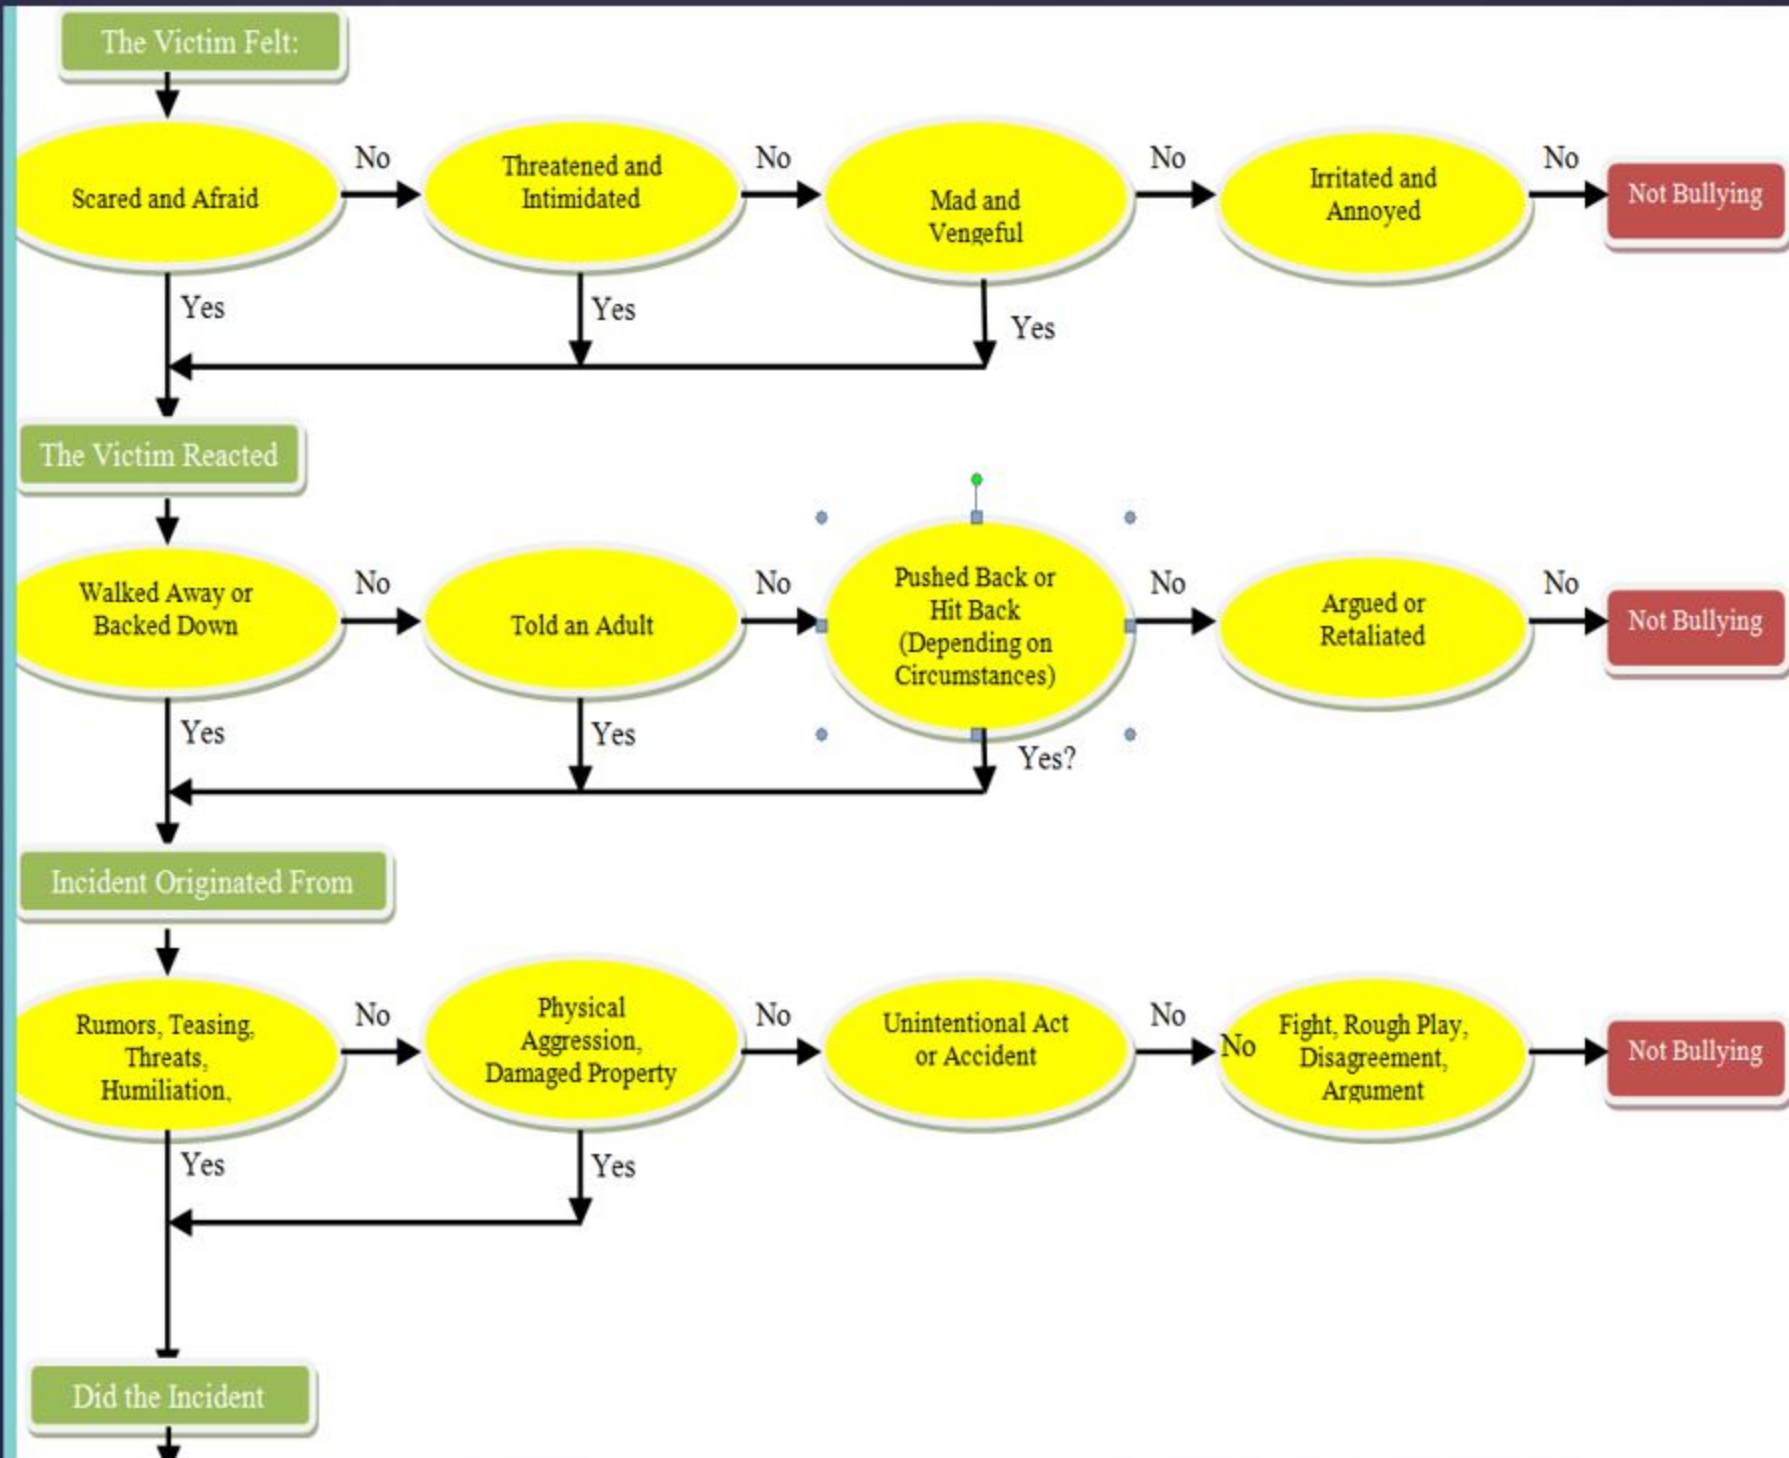 The Victim Felt:
Scared and Afraid
No
Threatened and
Intimidated
No
Mad and
Vengeful
No
Irritated and
Annoyed
No
Not Bullying
Yes
Yes
Yes
The Victim Reacted
Walked Away or
Backed Down
No
Told an Adult
No
Pushed Back or
Hit Back
(Depending on
Circumstances)
No
Argued or
Retaliated
No
Not Bullying
Yes
Yes
Yes?
Incident Originated From
Rumors, Teasing,
Threats,
Humiliation,
No
Physical
Aggression,
Damaged Property
No
Unintentional Act
or Accident
No
No
Fight, Rough Play,
Disagreement,
Argument
Not Bullying
Yes
Yes
Did the Incident